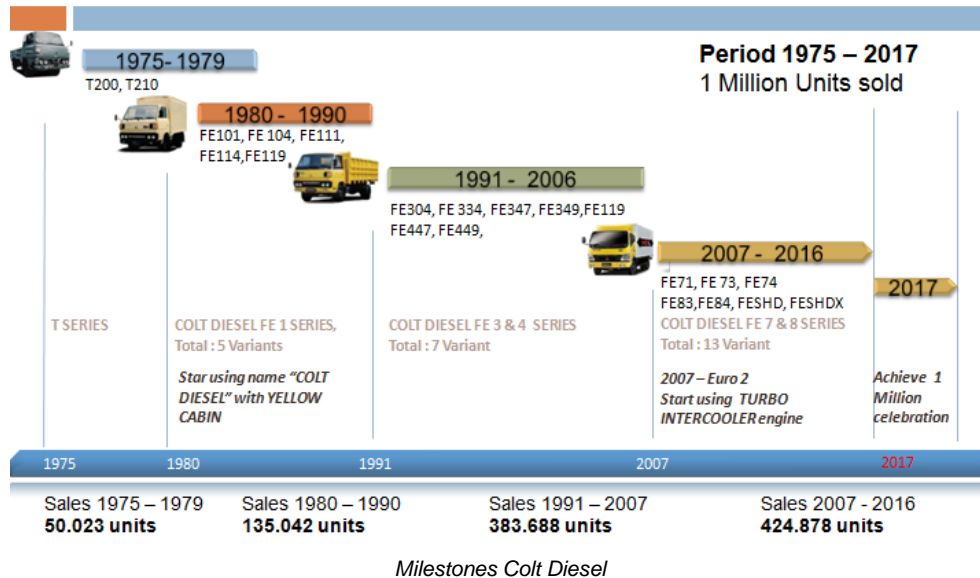 1975- 1979
Period 1975 – 2017
1 Million Units sold
T200, T210
1980 - 1990
FE101, FE 104, FE111,
FE114,FE119
1991 - 2006
FE304, FE 334, FE347, FE349,FE119
FE447, FE449,
2007 - 2016
FE71, FE 73, FE74
FE83,FE84, FESHD, FESHDX
2017
T SERIES
COLT DIESEL FE 1 SERIES,
Total : 5 Variants
Star using name “COLT
DIESEL” with YELLOW
CABIN
COLT DIESEL FE 3 & 4 SERIES
Total : 7 Variant
COLT DIESEL FE 7 & 8 SERIES
Total : 13 Variant
2007 – Euro 2
Start using TURBO
INTERCOOLER engine
Achieve 1
Million
celebration
1975
1980
1991
2007
2017
Sales 1975 – 1979
50.023 units
Sales 1980 – 1990
135.042 units
Sales 1991 – 2007
383.688 units
Sales 2007 - 2016
424.878 units
Milestones Colt Diesel